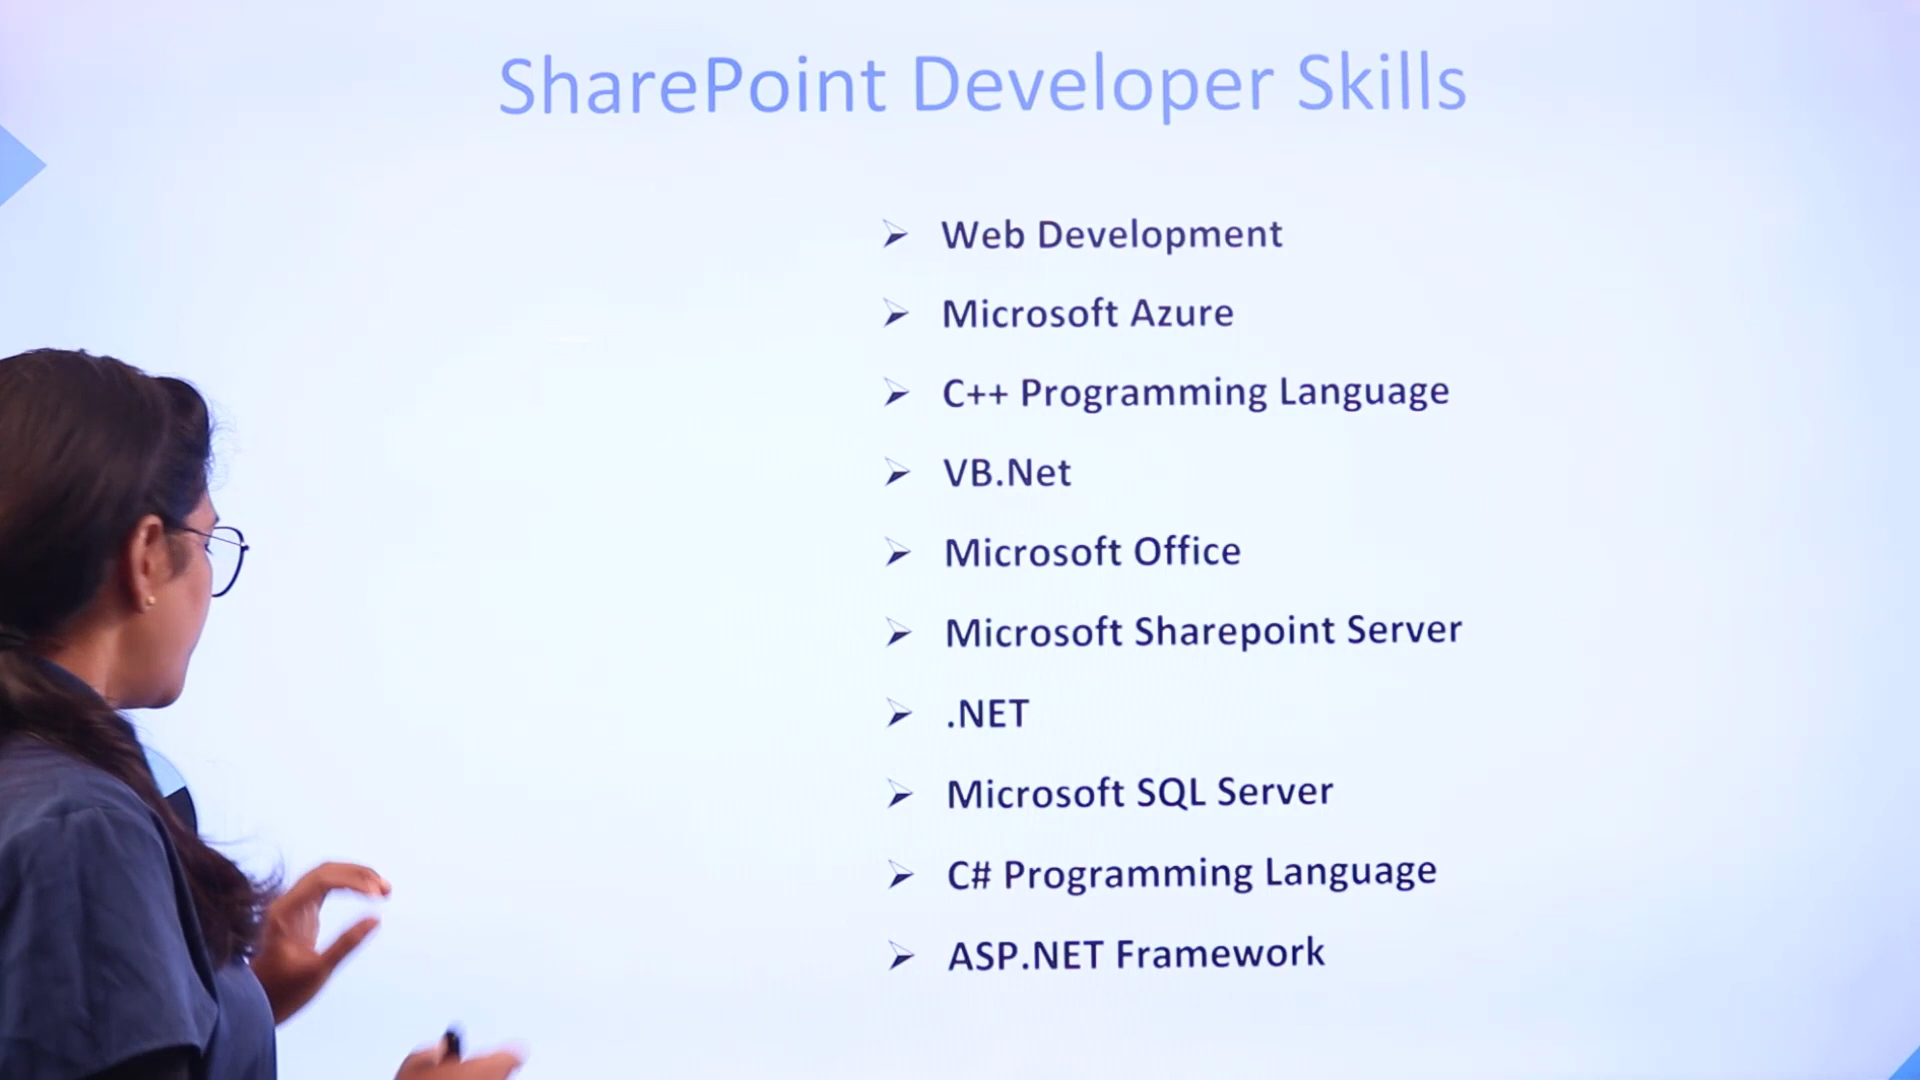 SharePoint Developer Skills
Web Development
Microsoft Azure
C++ Programming Language
VB.Net
Microsoft Office
Microsoft Sharepoint Server
.NET
Microsoft SQL Server
C# Programming Language
ASP.NET Framework